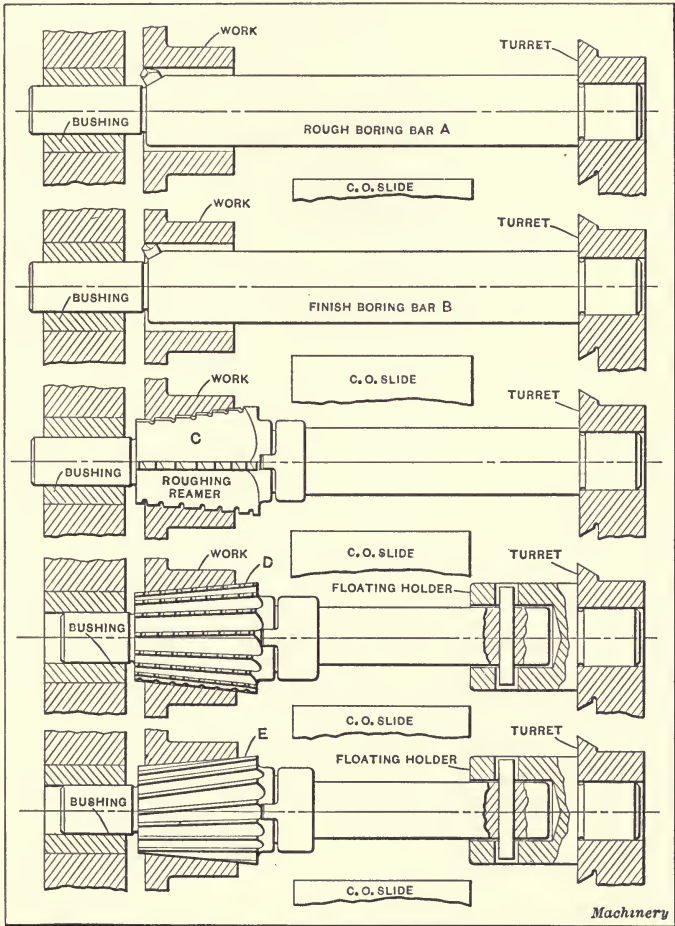 WORK
TURRET
BUSHING
ROUGH BORING BAR A
C.O. SLIDE
WORK
TURRET
BUSHING
FINISH BORING BAR B
C.O. SLIDE
WORK
TURRET
C
BUSHING
ROUGHING
REAMER
C.O. SLIDE
WORK
D
TURRET
FLOATING HOLDER
BUSHING
C.O. SLIDE
E
TURRET
FLOATING HOLDER
BUSHING
C.O. SLIDE
Machinery